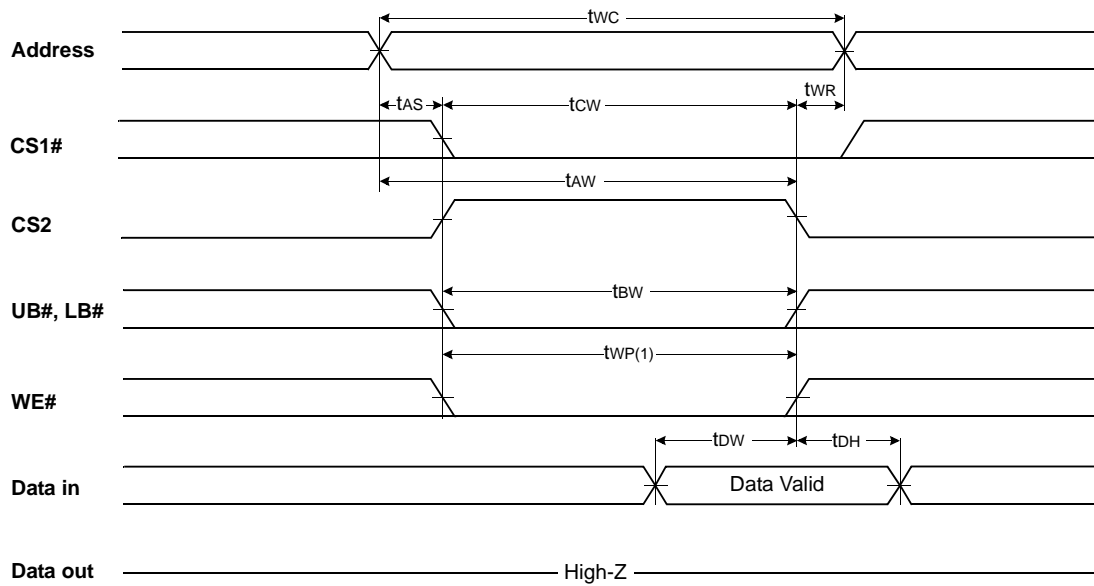 tWC
Address
tAS
tCW
tWR
CS1#
tAW
CS2
tBW
UB#, LB#
tWP(1)
WE#
tDW
tDH
Data in
Data Valid
Data out
High-Z